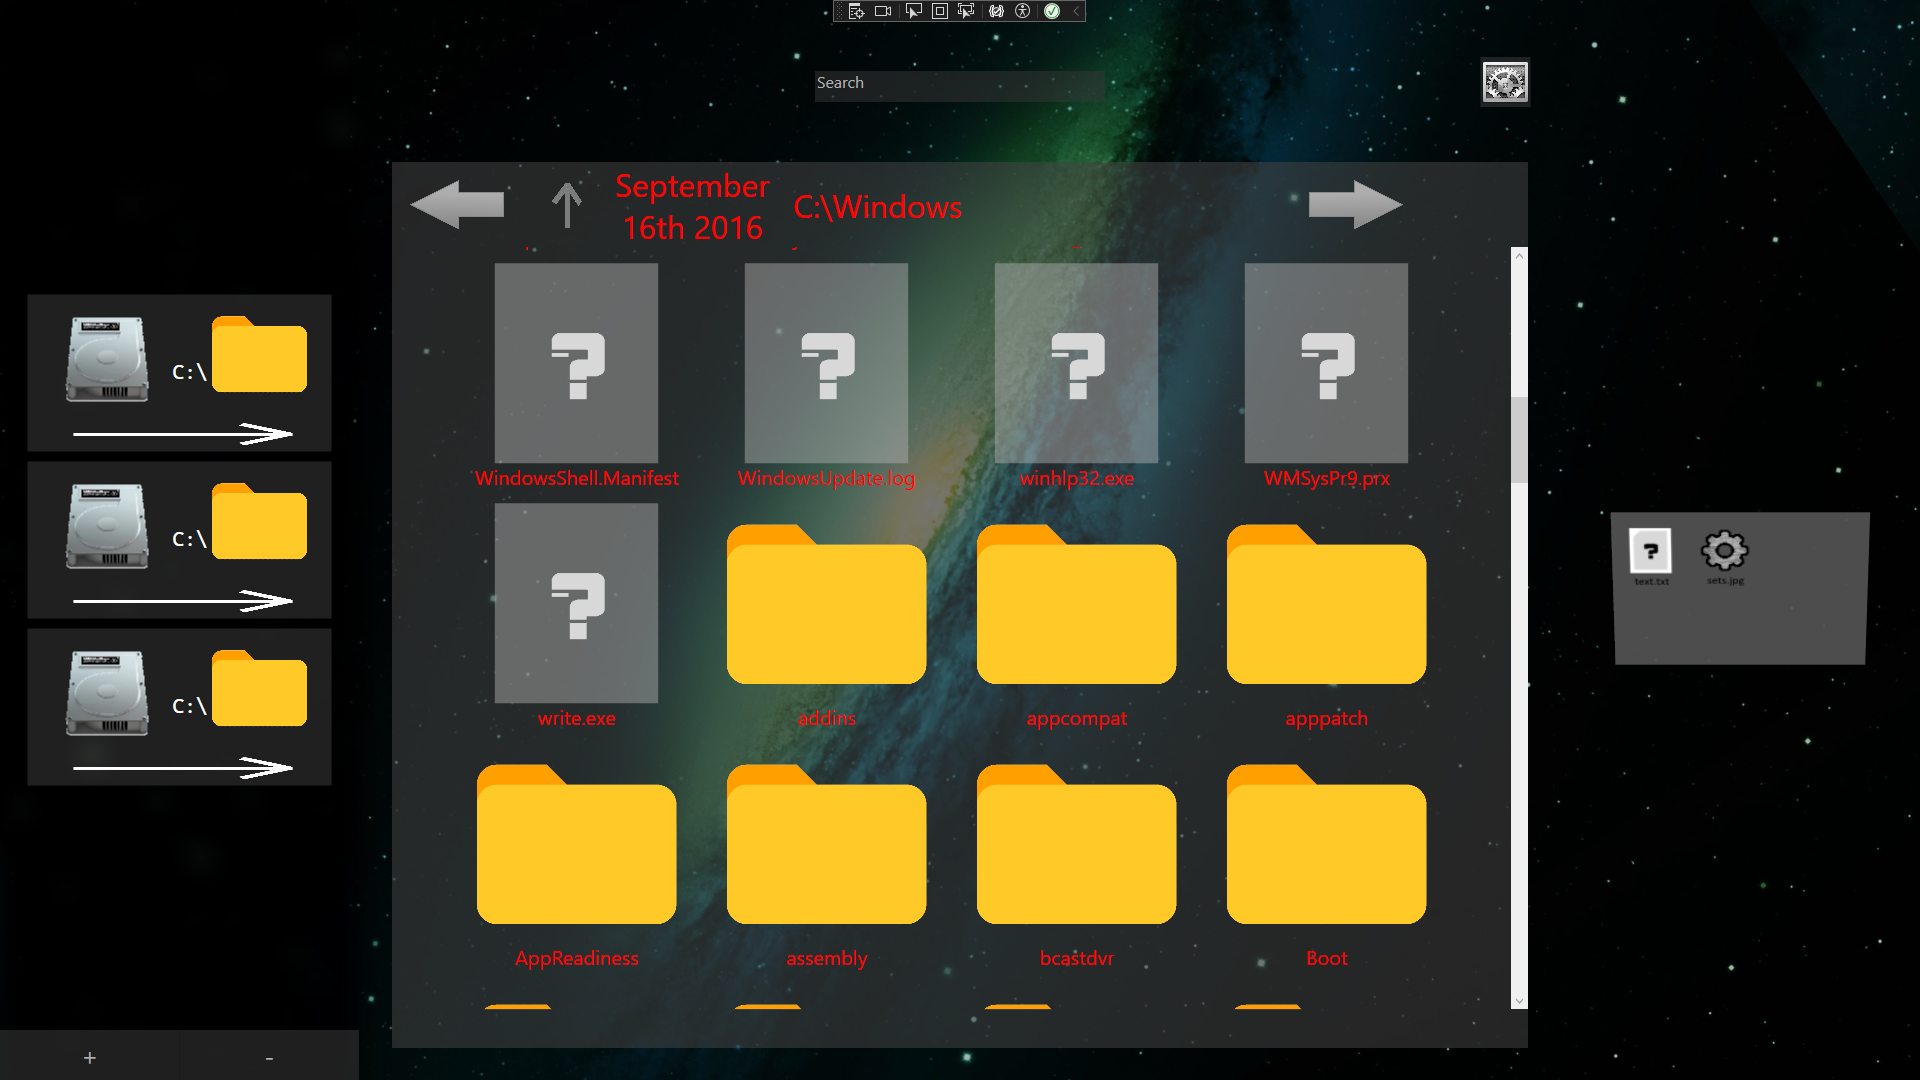 Search
September
16th 2016
C:\Windows
WindowsShell.Manifest
WindowsUpdate.log
winhlp32.exe
WMSysPr9.prx
write.exe
addins
appcompat
apppatch
AppReadiness
assembly
bcastdvr
Boot
C:\
C:\
C:\
text.txt
sets.jpg
+
-